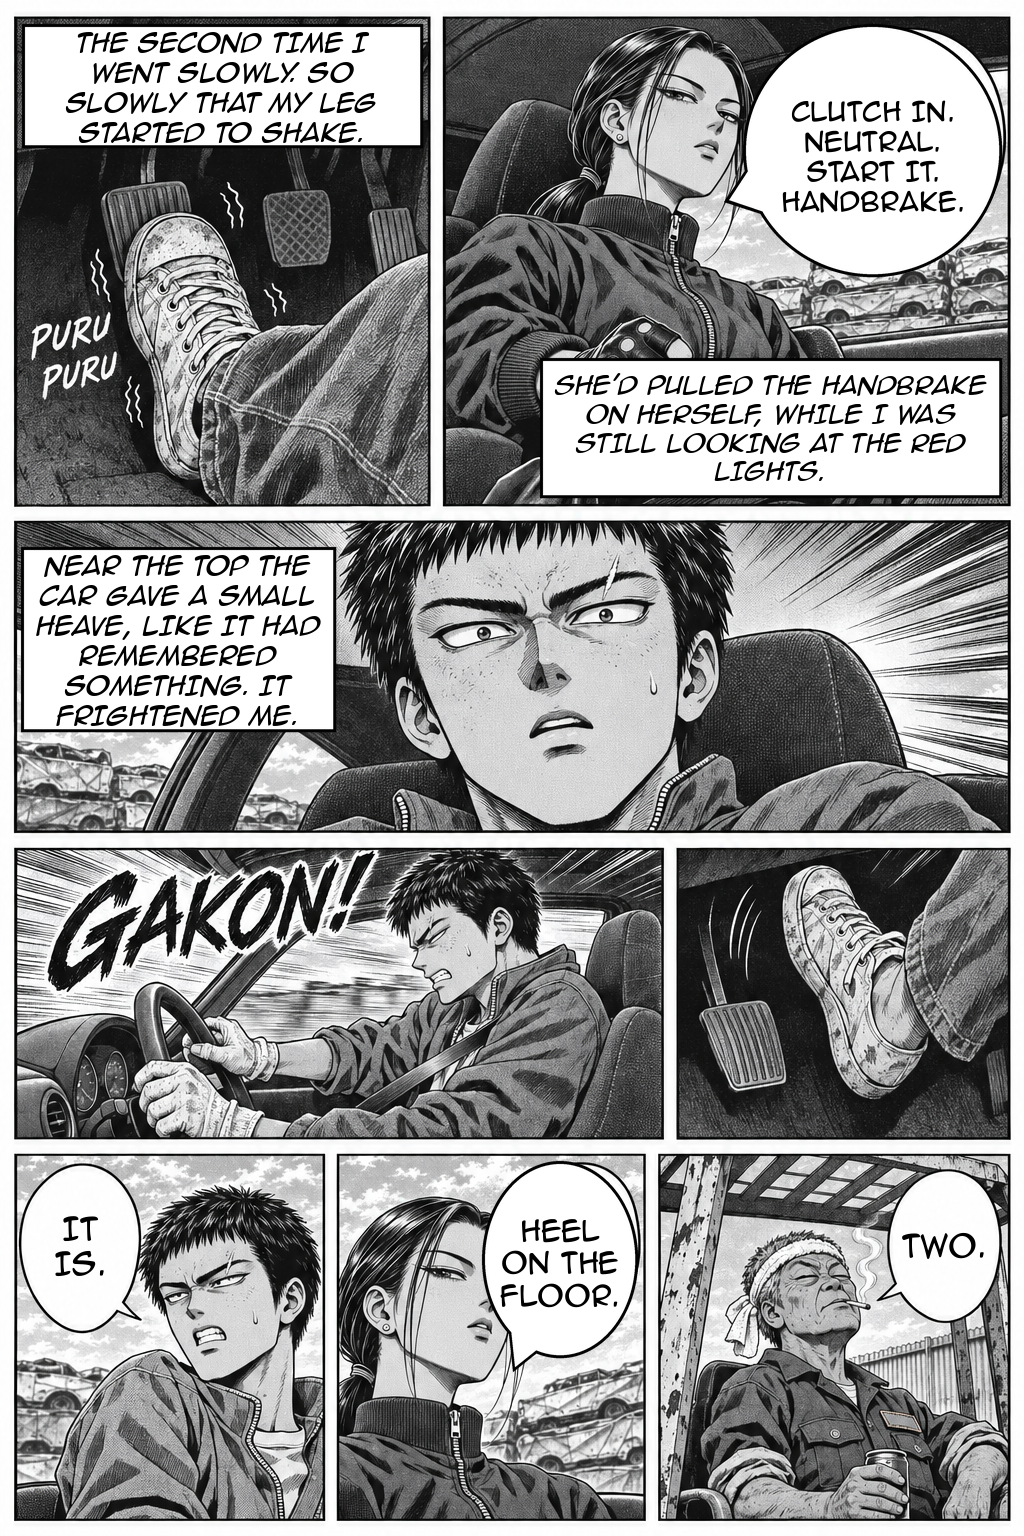 THE SECOND TIME I
WENT SLOWLY. SO
SLOWLY THAT MY LEG
STARTED TO SHAKE.
PURU
PURU
CLUTCH IN.
NEUTRAL.
START IT.
HANDBRAKE.
SHE'D PULLED THE HANDBRAKE
ON HERSELF, WHILE I WAS
STILL LOOKING AT THE RED
LIGHTS.
NEAR THE TOP THE
CAR GAVE A SMALL
HEAVE, LIKE IT HAD
REMEMBERED
SOMETHING. IT
FRIGHTENED ME.
GAKON!
IT
IS.
HEEL
ON THE
FLOOR.
TWO.